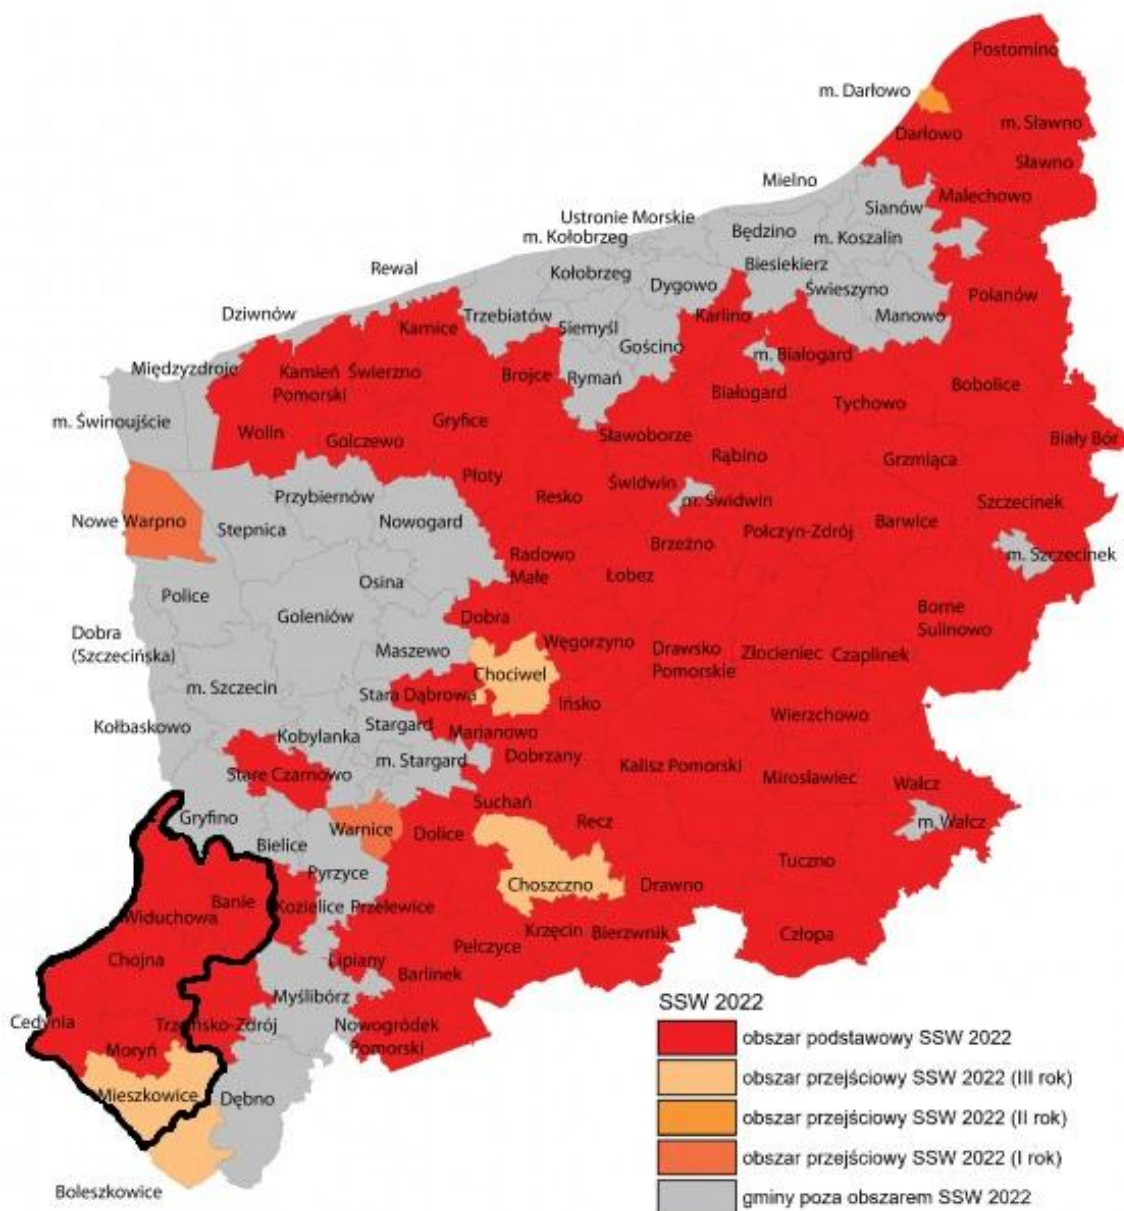 Postomino
m. Darłowo
Darłowo
m. Sławno
Sławno
Mielno
Malechowo
Sianów
Ustronie Morskie
m. Kołobrzeg
Będzino
m. Koszalin
Rewal
Kołobrzeg
Biesiekierz
Dygowo
Świeszyno
Polanów
Dziwnów
Karnice
Trzebiatów
Siemyśl
Karlino
Manowo
Gościno
m. Białogard
Międzyzdroje
Kamień
Pomorski
Świerzno
Brojce
Rymań
Białogard
Tychowo
Bobolice
m. Świnoujście
Wolin
Golczewo
Gryfice
Sławoborze
Biały Bór
Rąbino
Grzmiąca
Płoty
Resko
Świdwin
m. Świdwin
Szczecinek
Przybiernów
Nowe Warpno
Stepnica
Nowogard
Połczyn-Zdrój
Barwice
Radowo
Małe
Brzeżno
m. Szczecinek
Osina
Łobez
Police
Goleniów
Dobra
Borne
Sulinowo
Dobra
(Szczecińska)
Maszewo
Węgorzyno
Drawsko
Pomorskie
Złocieniec
Czaplinek
m. Szczecin
Chociwel
Stara Dąbrowa
Ińsko
Kołbaskowo
Kobylanka
Stargard
Marianowo
Wierzchowo
m. Stargard
Dobrzany
Kalisz Pomorski
Mirosławiec
Wałcz
Stare Czarnowo
Suchań
Gryfino
Warnice
Dolice
Recz
m. Wałcz
Bielice
Pyrzyce
Choszczno
Drawno
Tuczno
Banie
Kozielice
Przelewice
Widuchowa
Krzęcin
Bierzwnik
Człopa
Pełczyce
Chojna
Lipiany
Barlinek
Myślibórz
Cedynia
Trzcińsko-Zdrój
Nowogródek
Pomorski
Moryń
Mieszkowice
Dębno
Boleszkowice
SSW 2022
obszar podstawowy SSW 2022
obszar przejściowy SSW 2022 (III rok)
obszar przejściowy SSW 2022 (II rok)
obszar przejściowy SSW 2022 (I rok)
gminy poza obszarem SSW 2022